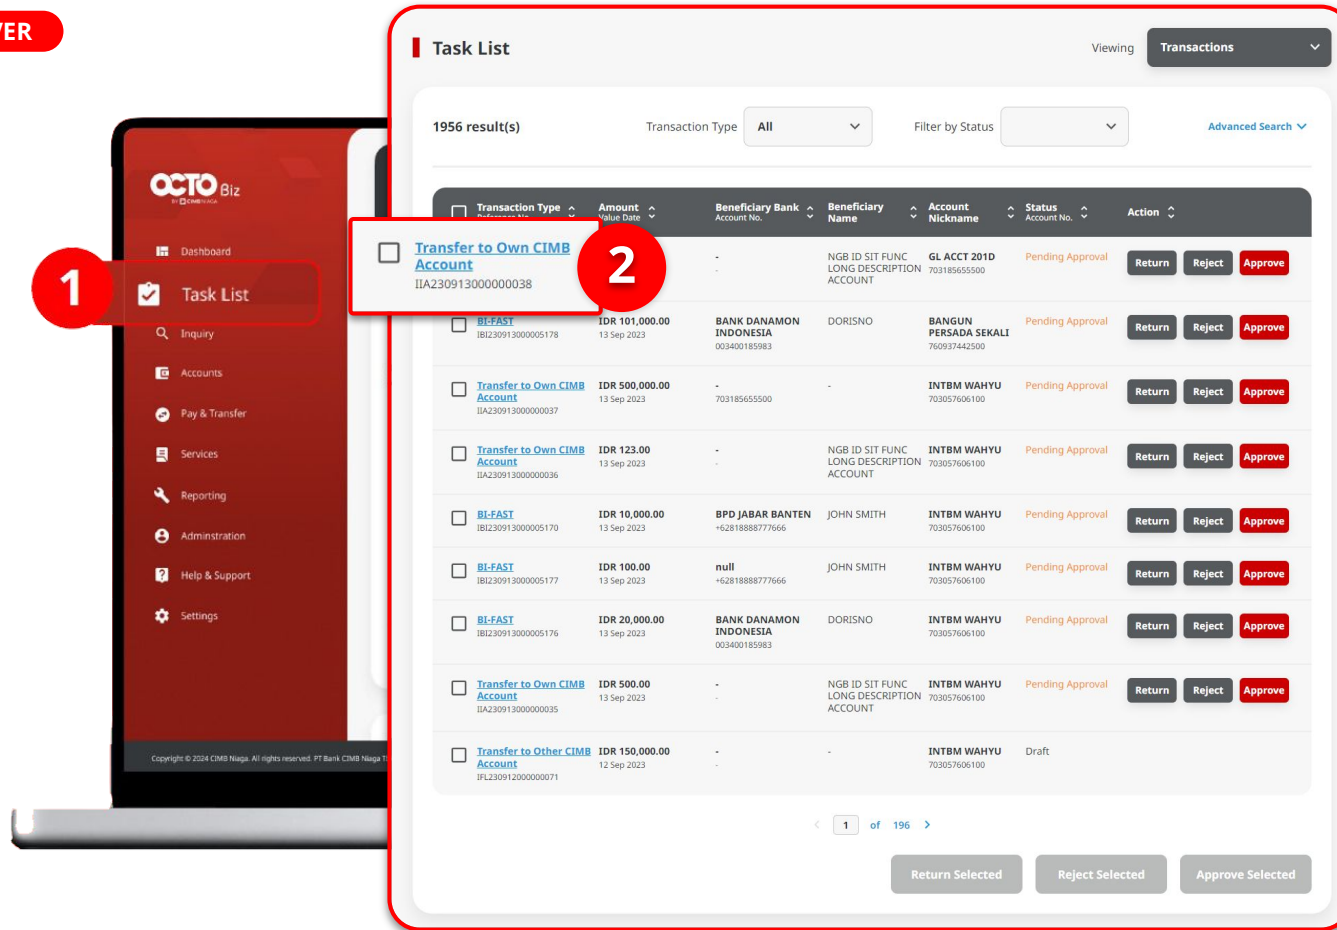 OCTO Biz
BY CIMB NIAGA
Dashboard
1
Task List
Inquiry
Accounts
Pay & Transfer
Services
Reporting
Adminstration
Help & Support
Settings
Copyright © 2024 CIMB Niaga. All rights reserved. PT Bank CIMB Niaga
Task List
Viewing Transactions
1956 result(s)
Transaction Type All
Filter by Status
Advanced Search
Transaction Type Amount Beneficiary Bank Beneficiary Account Status Action
Value Date Account No. Name Nickname Account No.
Transfer to Own CIMB
Account
IIA230913000000038
2
- NGB ID SIT FUNC GL ACCT 201D Pending Approval Return Reject Approve
- LONG DESCRIPTION 703185655500
ACCOUNT
BI-FAST IDR 101,000.00 BANK DANAMON DORISNO BANGUN Pending Approval Return Reject Approve
IBI230913000005178 13 Sep 2023 INDONESIA PERSADA SEKALI
003400185983 760937442500
Transfer to Own CIMB IDR 500,000.00 - - INTBM WAHYU Pending Approval Return Reject Approve
Account 13 Sep 2023 703185655500 703057606100
IIA230913000000037
Transfer to Own CIMB IDR 123.00 - NGB ID SIT FUNC INTBM WAHYU Pending Approval Return Reject Approve
Account 13 Sep 2023 - LONG DESCRIPTION 703057606100
IIA230913000000036 ACCOUNT
BI-FAST IDR 10,000.00 BPD JABAR BANTEN JOHN SMITH INTBM WAHYU Pending Approval Return Reject Approve
IBI230913000005170 13 Sep 2023 +62818888777666 703057606100
BI-FAST IDR 100.00 null JOHN SMITH INTBM WAHYU Pending Approval Return Reject Approve
IBI230913000005177 13 Sep 2023 +62818888777666 703057606100
BI-FAST IDR 20,000.00 BANK DANAMON DORISNO INTBM WAHYU Pending Approval Return Reject Approve
IBI230913000005176 13 Sep 2023 INDONESIA 703057606100
003400185983
Transfer to Own CIMB IDR 500.00 - NGB ID SIT FUNC INTBM WAHYU Pending Approval Return Reject Approve
Account 13 Sep 2023 - LONG DESCRIPTION 703057606100
IIA230913000000035 ACCOUNT
Transfer to Other CIMB IDR 150,000.00 - - INTBM WAHYU Draft
Account 12 Sep 2023 - 703057606100
IFL230912000000071
1 of 196
Return Selected Reject Selected Approve Selected